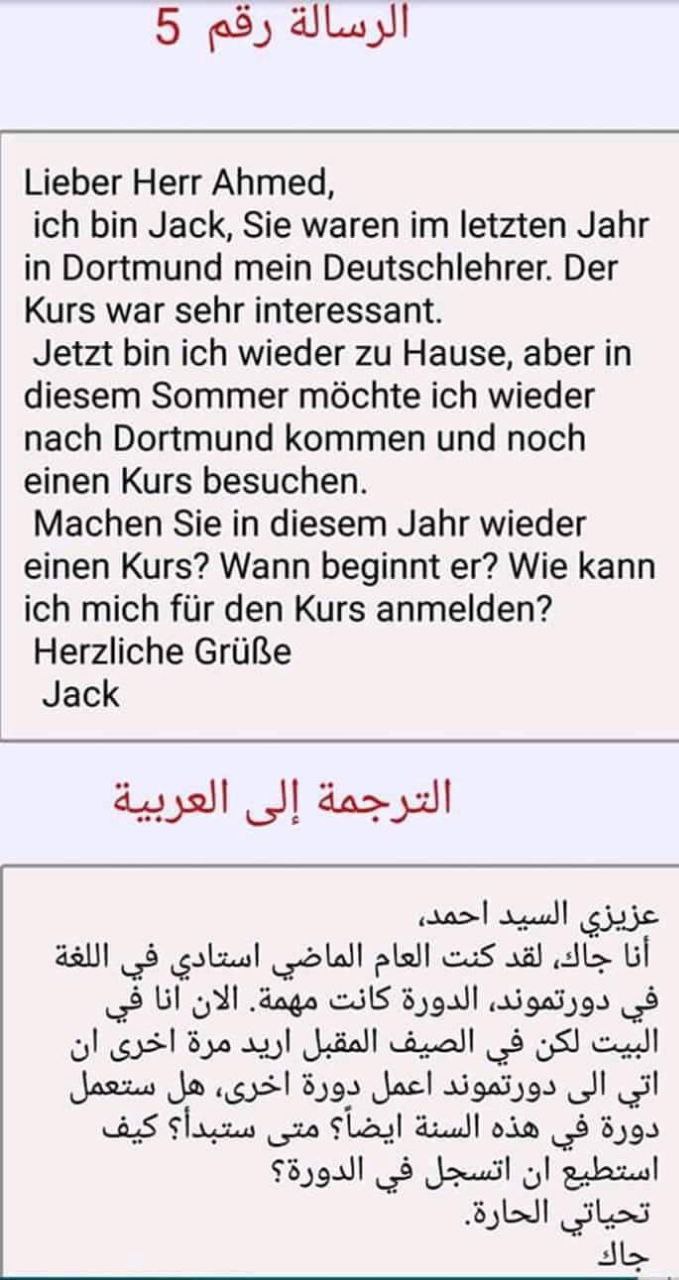 الرسالة رقم 5
Lieber Herr Ahmed,
ich bin Jack, Sie waren im letzten Jahr
in Dortmund mein Deutschlehrer. Der
Kurs war sehr interessant.
Jetzt bin ich wieder zu Hause, aber in
diesem Sommer möchte ich wieder
nach Dortmund kommen und noch
einen Kurs besuchen.
Machen Sie in diesem Jahr wieder
einen Kurs? Wann beginnt er? Wie kann
ich mich für den Kurs anmelden?
Herzliche Grüße
Jack
الترجمة إلى العربية
عزيزي السيد احمد،
أنا جاك، لقد كنت العام الماضي استادي في اللغة
في دورتموند، الدورة كانت مهمة. الان انا في
البيت لكن في الصيف المقبل اريد مرة اخرى ان
اتي الى دورتموند اعمل دورة اخرى، هل ستعمل
دورة في هذه السنة ايضاً؟ متى ستبدأ؟ كيف
استطيع ان اتسجل في الدورة؟
تحياتي الحارة.
جاك